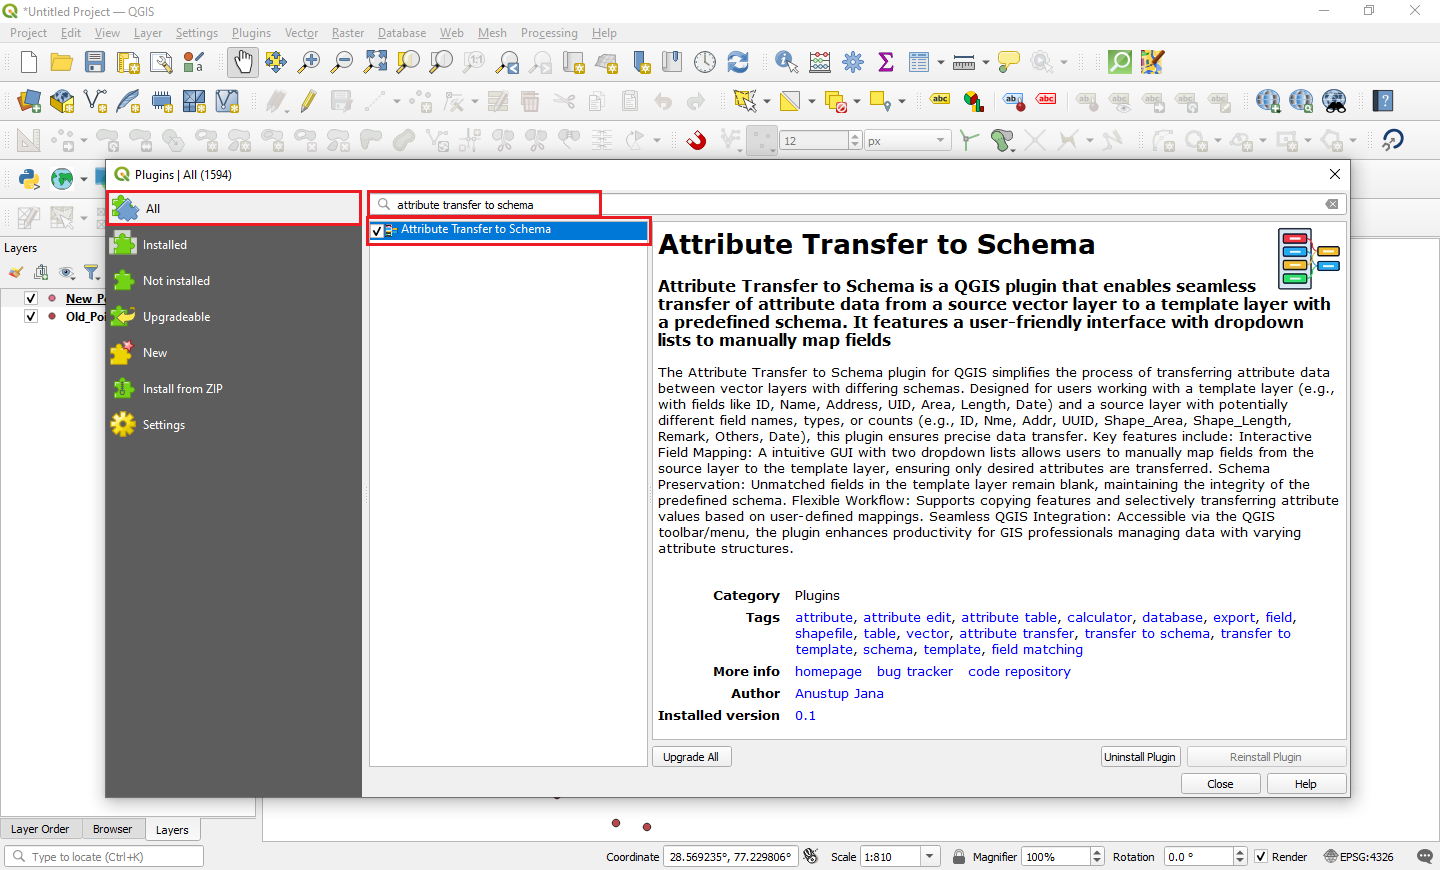 *Untitled Project — QGIS
Project Edit View Layer Settings Plugins Vector Raster Database Web Mesh Processing Help
abc abc abc
12 px
Plugins | All (1594)
All
Installed
Not installed
Upgradeable
New
Install from ZIP
Settings
Layers
New_P
Old_Poi
attribute transfer to schema
Attribute Transfer to Schema
Attribute Transfer to Schema
Attribute Transfer to Schema is a QGIS plugin that enables seamless
transfer of attribute data from a source vector layer to a template layer with
a predefined schema. It features a user-friendly interface with dropdown
lists to manually map fields
The Attribute Transfer to Schema plugin for QGIS simplifies the process of transferring attribute data
between vector layers with differing schemas. Designed for users working with a template layer (e.g.,
with fields like ID, Name, Address, UID, Area, Length, Date) and a source layer with potentially
different field names, types, or counts (e.g., ID, Nme, Addr, UUID, Shape_Area, Shape_Length,
Remark, Others, Date), this plugin ensures precise data transfer. Key features include: Interactive
Field Mapping: A intuitive GUI with two dropdown lists allows users to manually map fields from the
source layer to the template layer, ensuring only desired attributes are transferred. Schema
Preservation: Unmatched fields in the template layer remain blank, maintaining the integrity of the
predefined schema. Flexible Workflow: Supports copying features and selectively transferring attribute
values based on user-defined mappings. Seamless QGIS Integration: Accessible via the QGIS
toolbar/menu, the plugin enhances productivity for GIS professionals managing data with varying
attribute structures.
Category Plugins
Tags attribute, attribute edit, attribute table, calculator, database, export, field,
shapefile, table, vector, attribute transfer, transfer to schema, transfer to
template, schema, template, field matching
More info homepage bug tracker code repository
Author Anustup Jana
Installed version 0.1
Upgrade All Uninstall Plugin Reinstall Plugin
Close Help
Layer Order Browser Layers
Type to locate (Ctrl+K) Coordinate 28.569235°, 77.229806° Scale 1:810 Magnifier 100% Rotation 0.0 ° Render EPSG:4326